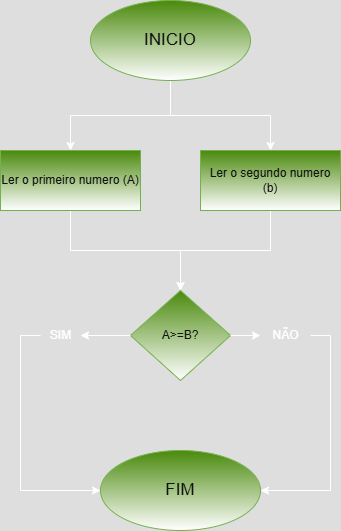 INICIO
Ler o primeiro numero (A)
Ler o segundo numero
(b)
A>=B?
SIM
NÃO
FIM